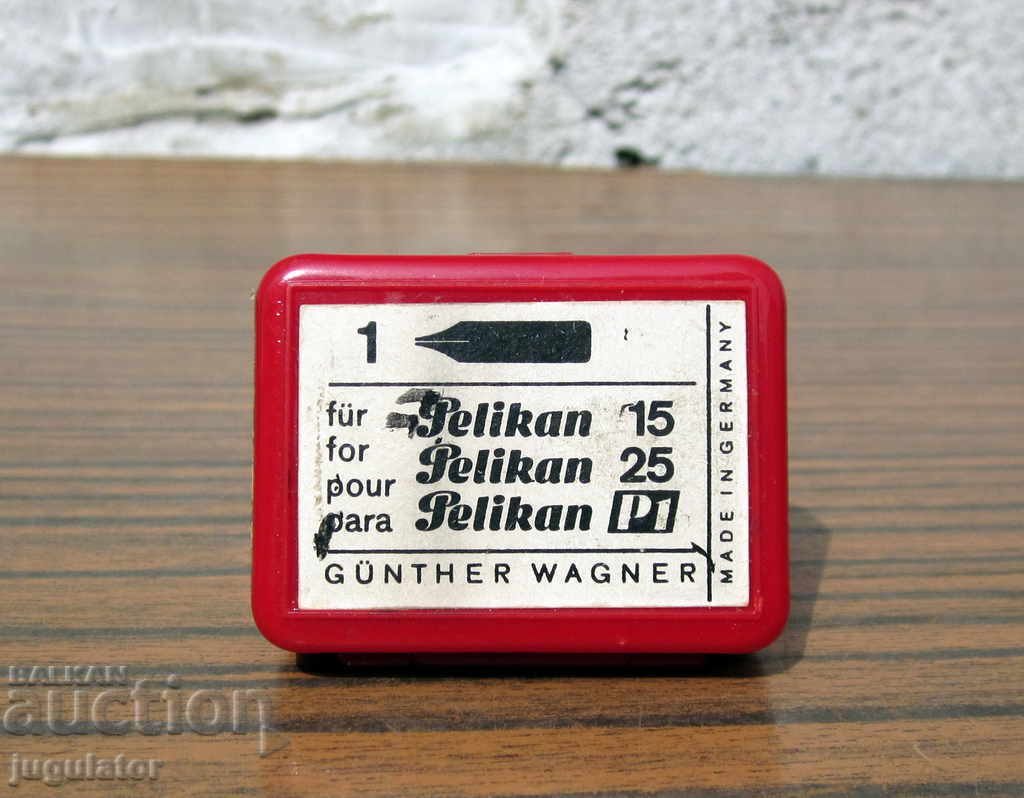 1
für
for
pour
para
Pelikan 15
Pelikan 25
Pelikan P1
GÜNTHER WAGNER
MADE IN GERMANY
BALKAN
auction
jugulator